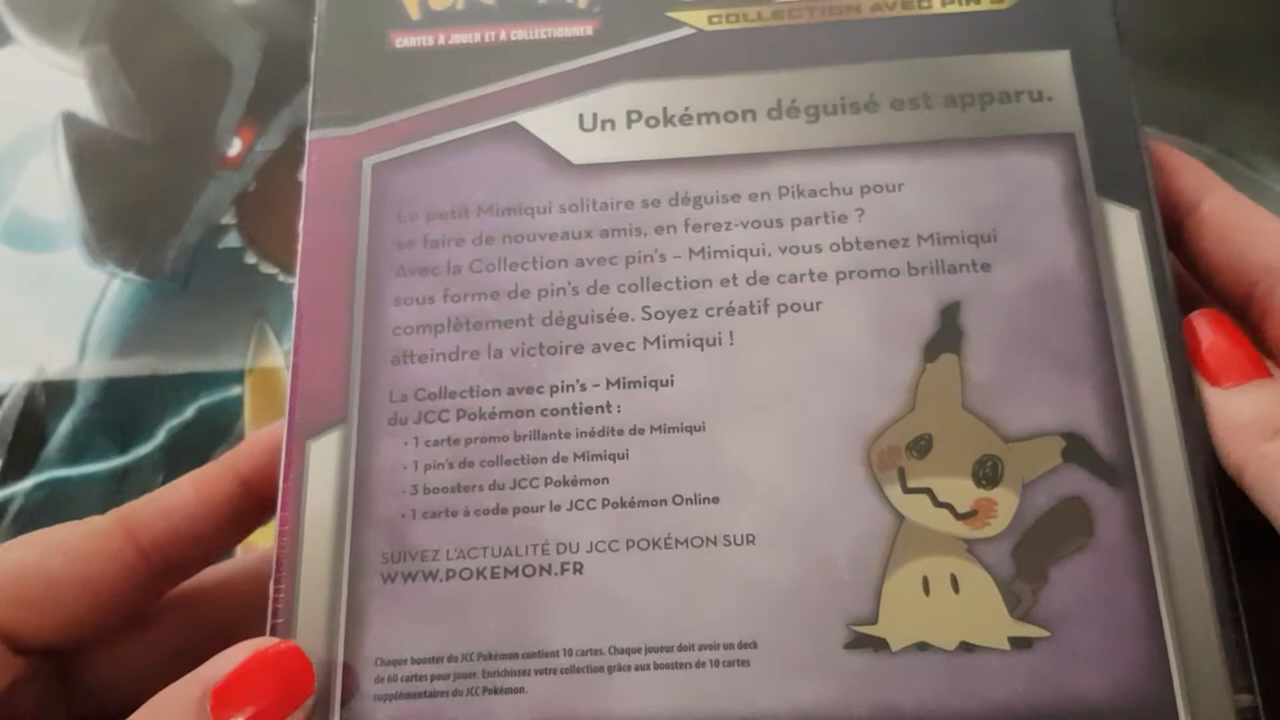 CARTES À JOUER ET À COLLECTIONNER
COLLECTION AVEC PIN'S
Un Pokémon déguisé est apparu.
Le petit Mimiqui solitaire se déguise en Pikachu pour
se faire de nouveaux amis, en ferez-vous partie ?
Avec la Collection avec pin's – Mimiqui, vous obtenez Mimiqui
sous forme de pin's de collection et de carte promo brillante
complètement déguisée. Soyez créatif pour
atteindre la victoire avec Mimiqui !
La Collection avec pin's – Mimiqui
du JCC Pokémon contient :
• 1 carte promo brillante inédite de Mimiqui
• 1 pin's de collection de Mimiqui
• 3 boosters du JCC Pokémon
• 1 carte à code pour le JCC Pokémon Online
SUIVEZ L'ACTUALITÉ DU JCC POKÉMON SUR
WWW.POKEMON.FR
Chaque booster du JCC Pokémon contient 10 cartes. Chaque joueur doit avoir un deck
de 60 cartes pour jouer. Enrichissez votre collection grâce aux boosters de 10 cartes
supplémentaires du JCC Pokémon.